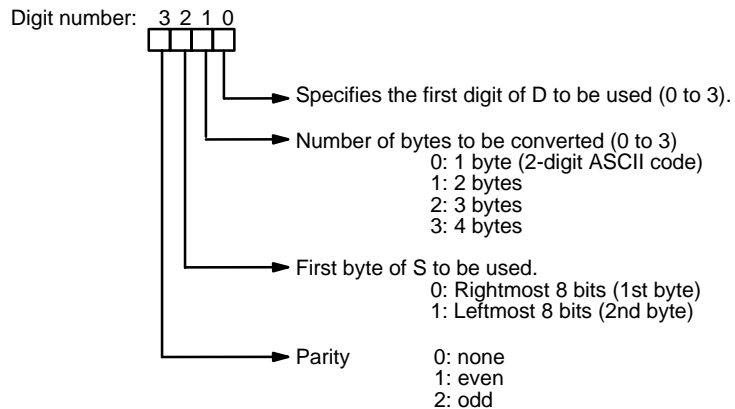 Digit number: 3 2 1 0
Specifies the first digit of D to be used (0 to 3).
Number of bytes to be converted (0 to 3)
0: 1 byte (2-digit ASCII code)
1: 2 bytes
2: 3 bytes
3: 4 bytes
First byte of S to be used.
0: Rightmost 8 bits (1st byte)
1: Leftmost 8 bits (2nd byte)
Parity 0: none
1: even
2: odd